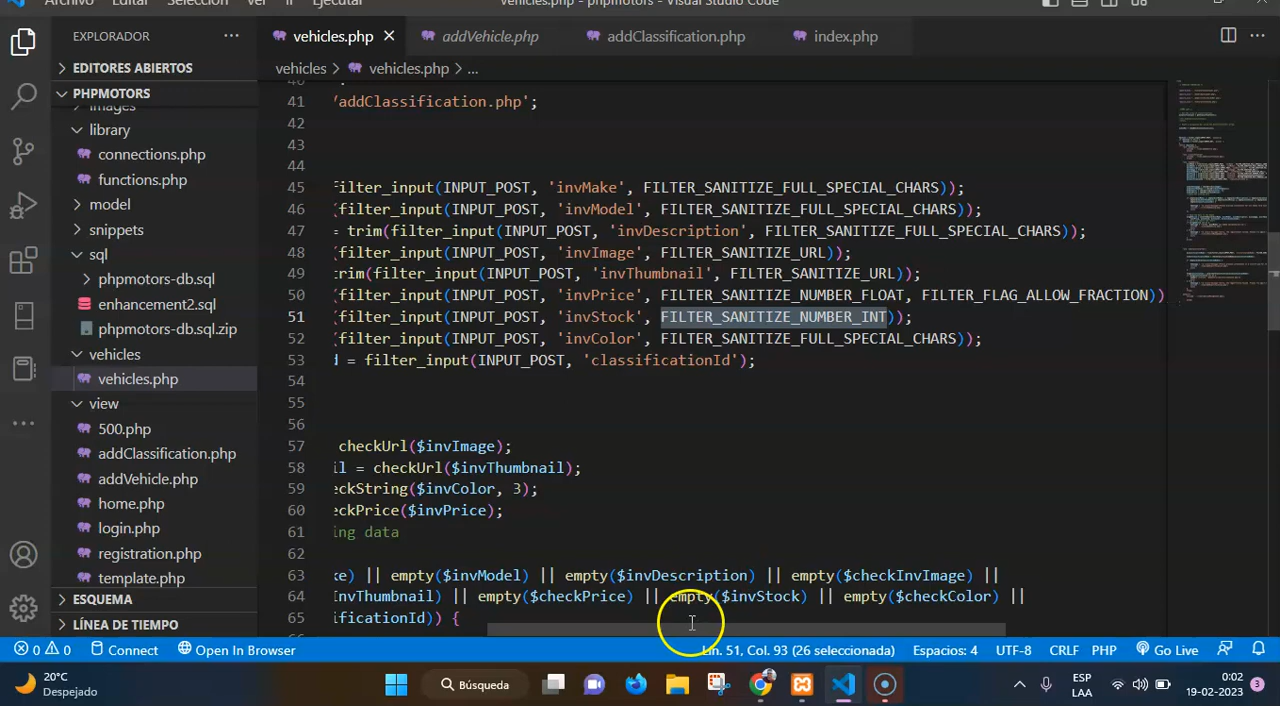 Archivo Editar Selección Ver Ir Ejecutar vehicles.php - phpmotors - Visual Studio Code
EXPLORADOR ···
vehicles.php × addVehicle.php addClassification.php index.php ···
EDITORES ABIERTOS
vehicles > vehicles.php > ...
PHPMOTORS
images
library
connections.php
functions.php
model
snippets
sql
phpmotors-db.sql
enhancement2.sql
phpmotors-db.sql.zip
vehicles
vehicles.php
view
500.php
addClassification.php
addVehicle.php
home.php
login.php
registration.php
template.php
ESQUEMA
LÍNEA DE TIEMPO
40
41 /addClassification.php';
42
43
44
45 filter_input(INPUT_POST, 'invMake', FILTER_SANITIZE_FULL_SPECIAL_CHARS));
46 (filter_input(INPUT_POST, 'invModel', FILTER_SANITIZE_FULL_SPECIAL_CHARS));
47 = trim(filter_input(INPUT_POST, 'invDescription', FILTER_SANITIZE_FULL_SPECIAL_CHARS));
48 (filter_input(INPUT_POST, 'invImage', FILTER_SANITIZE_URL));
49 trim(filter_input(INPUT_POST, 'invThumbnail', FILTER_SANITIZE_URL));
50 (filter_input(INPUT_POST, 'invPrice', FILTER_SANITIZE_NUMBER_FLOAT, FILTER_FLAG_ALLOW_FRACTION))
51 (filter_input(INPUT_POST, 'invStock', FILTER_SANITIZE_NUMBER_INT));
52 (filter_input(INPUT_POST, 'invColor', FILTER_SANITIZE_FULL_SPECIAL_CHARS));
53 d = filter_input(INPUT_POST, 'classificationId');
54
55
56
57 checkUrl($invImage);
58 il = checkUrl($invThumbnail);
59 eckString($invColor, 3);
60 eckPrice($invPrice);
61 ing data
62
63 ke) || empty($invModel) || empty($invDescription) || empty($checkInvImage) ||
64 InvThumbnail) || empty($checkPrice) || empty($invStock) || empty($checkColor) ||
65 ificationId)) {
0 0 Connect Open In Browser Lín. 51, Col. 93 (26 seleccionada) Espacios: 4 UTF-8 CRLF PHP Go Live
20°C
Despejado
Búsqueda
ESP
LAA
0:02
19-02-2023
3